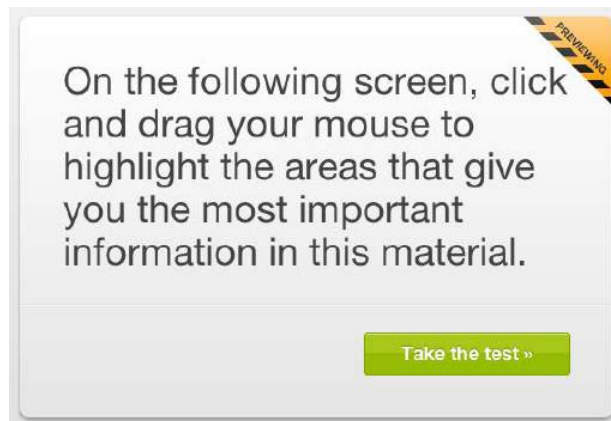 PREVIEWING
On the following screen, click
and drag your mouse to
highlight the areas that give
you the most important
information in this material.
Take the test »